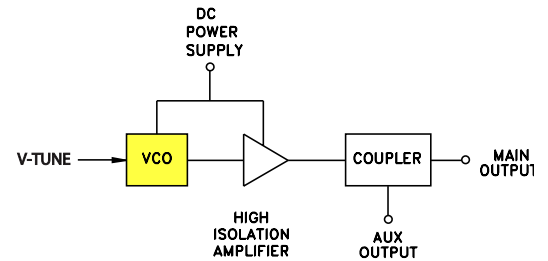 DC
POWER
SUPPLY
V-TUNE
VCO
COUPLER
MAIN
OUTPUT
HIGH
ISOLATION
AMPLIFIER
AUX
OUTPUT